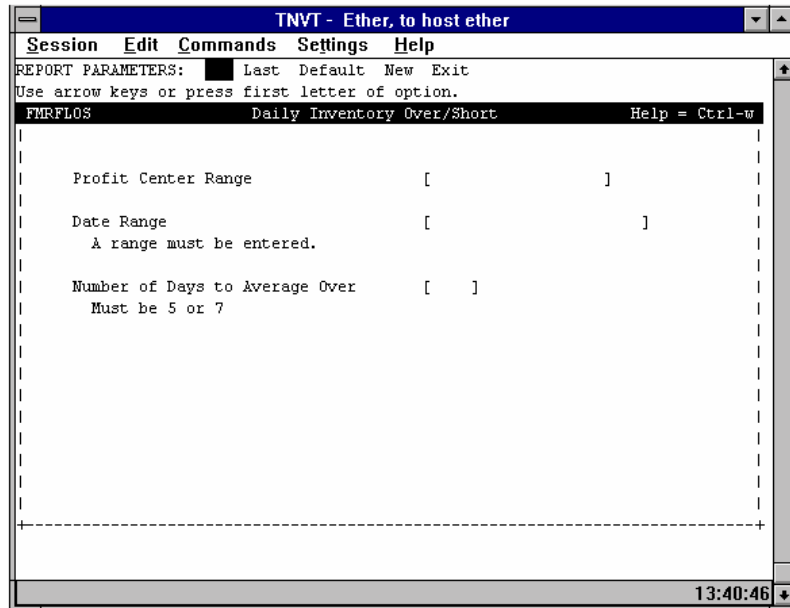 TNVT - Ether, to host ether
Session Edit Commands Settings Help
REPORT PARAMETERS: Last Default New Exit
Use arrow keys or press first letter of option.
FMRFLOS Daily Inventory Over/Short Help = Ctrl-w
Profit Center Range [ ]
Date Range [ ]
A range must be entered.
Number of Days to Average Over [ ]
Must be 5 or 7
13:40:46